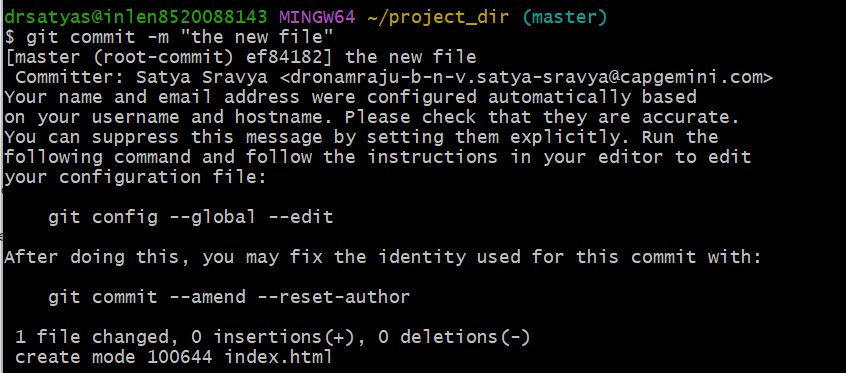 drsatyas@inlen8520088143 MINGW64 ~/project_dir (master)
$ git commit -m "the new file"
[master (root-commit) ef84182] the new file
 Committer: Satya Sravya <dronamraju-b-n-v.satya-sravya@capgemini.com>
Your name and email address were configured automatically based
on your username and hostname. Please check that they are accurate.
You can suppress this message by setting them explicitly. Run the
following command and follow the instructions in your editor to edit
your configuration file:

    git config --global --edit

After doing this, you may fix the identity used for this commit with:

    git commit --amend --reset-author

 1 file changed, 0 insertions(+), 0 deletions(-)
 create mode 100644 index.html